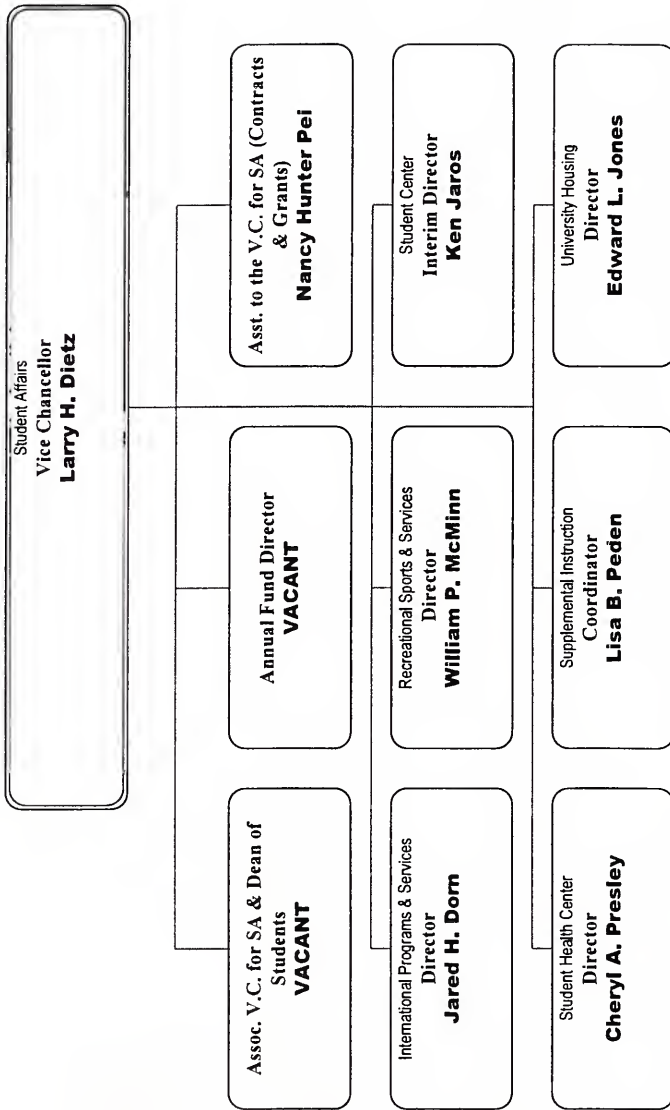 Student Affairs
Vice Chancellor
Larry H. Dietz
Assoc. V.C. for SA & Dean of
Students
VACANT
Annual Fund Director
VACANT
Asst. to the V.C. for SA (Contracts
& Grants)
Nancy Hunter Pei
International Programs & Services
Director
Jared H. Dorn
Recreational Sports & Services
Director
William P. McMinn
Student Center
Interim Director
Ken Jaros
Student Health Center
Director
Cheryl A. Presley
Supplemental Instruction
Coordinator
Lisa B. Peden
University Housing
Director
Edward L. Jones